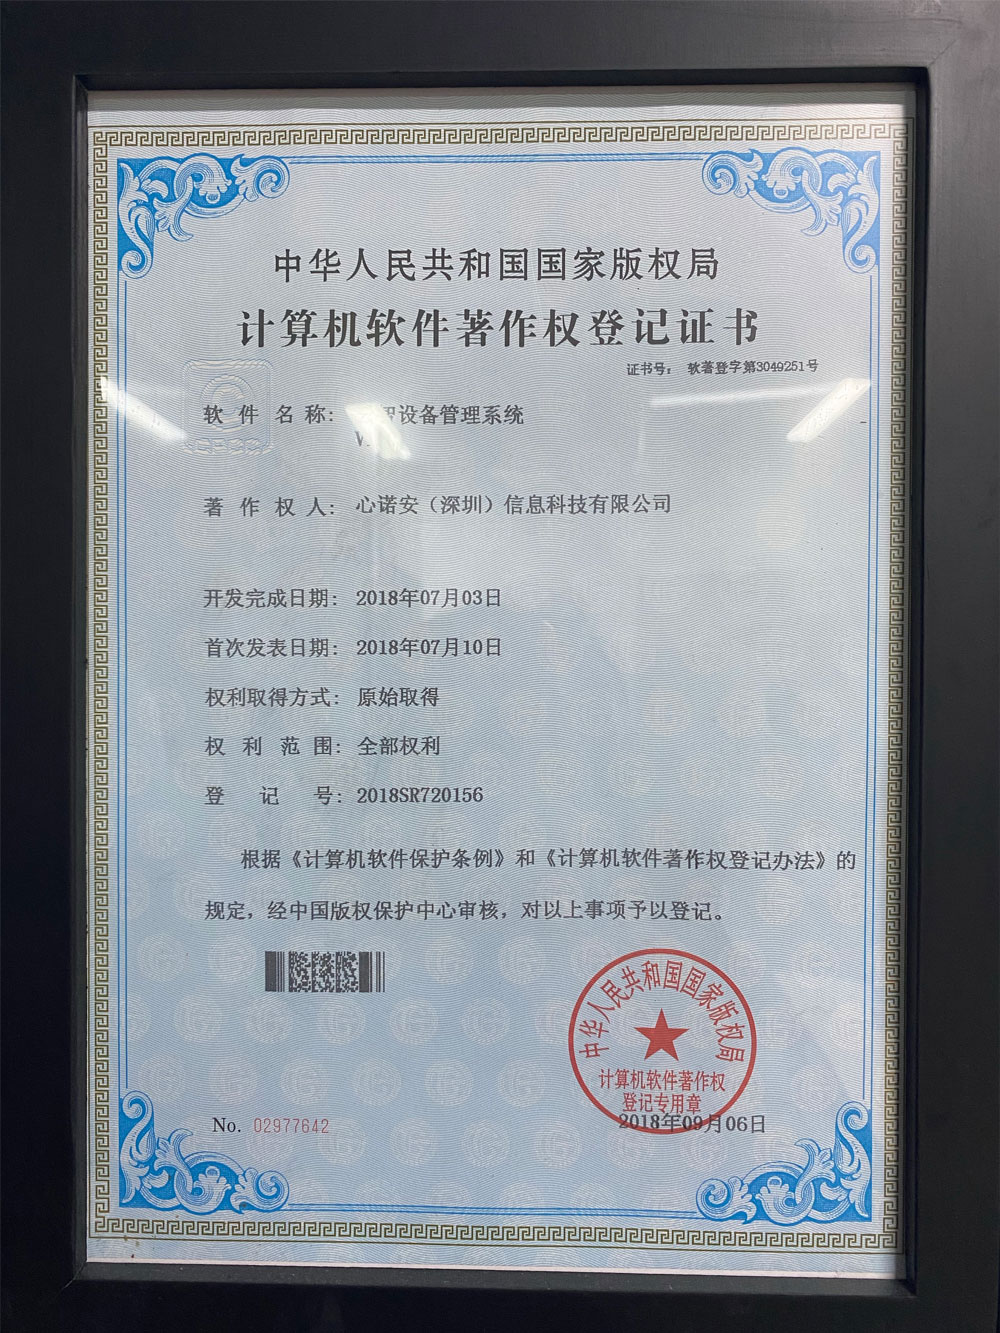 中华人民共和国国家版权局
计算机软件著作权登记证书
证书号： 软著登字第3049251号
软件名称： 设备管理系统
V
著作权人： 心诺安（深圳）信息科技有限公司
开发完成日期： 2018年07月03日
首次发表日期： 2018年07月10日
权利取得方式： 原始取得
权利范围： 全部权利
登记号： 2018SR720156
根据《计算机软件保护条例》和《计算机软件著作权登记办法》的
规定，经中国版权保护中心审核，对以上事项予以登记。
中华人民共和国国家版权局
计算机软件著作权
登记专用章
No. 02977642
2018年09月06日